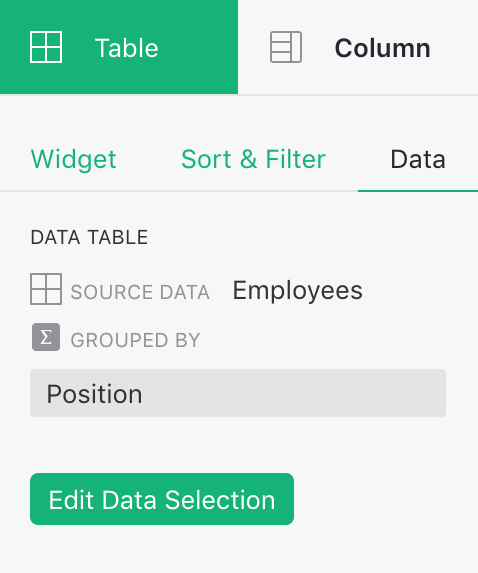 Table Column
Widget Sort & Filter Data
DATA TABLE
SOURCE DATA Employees
Σ GROUPED BY
Position
Edit Data Selection